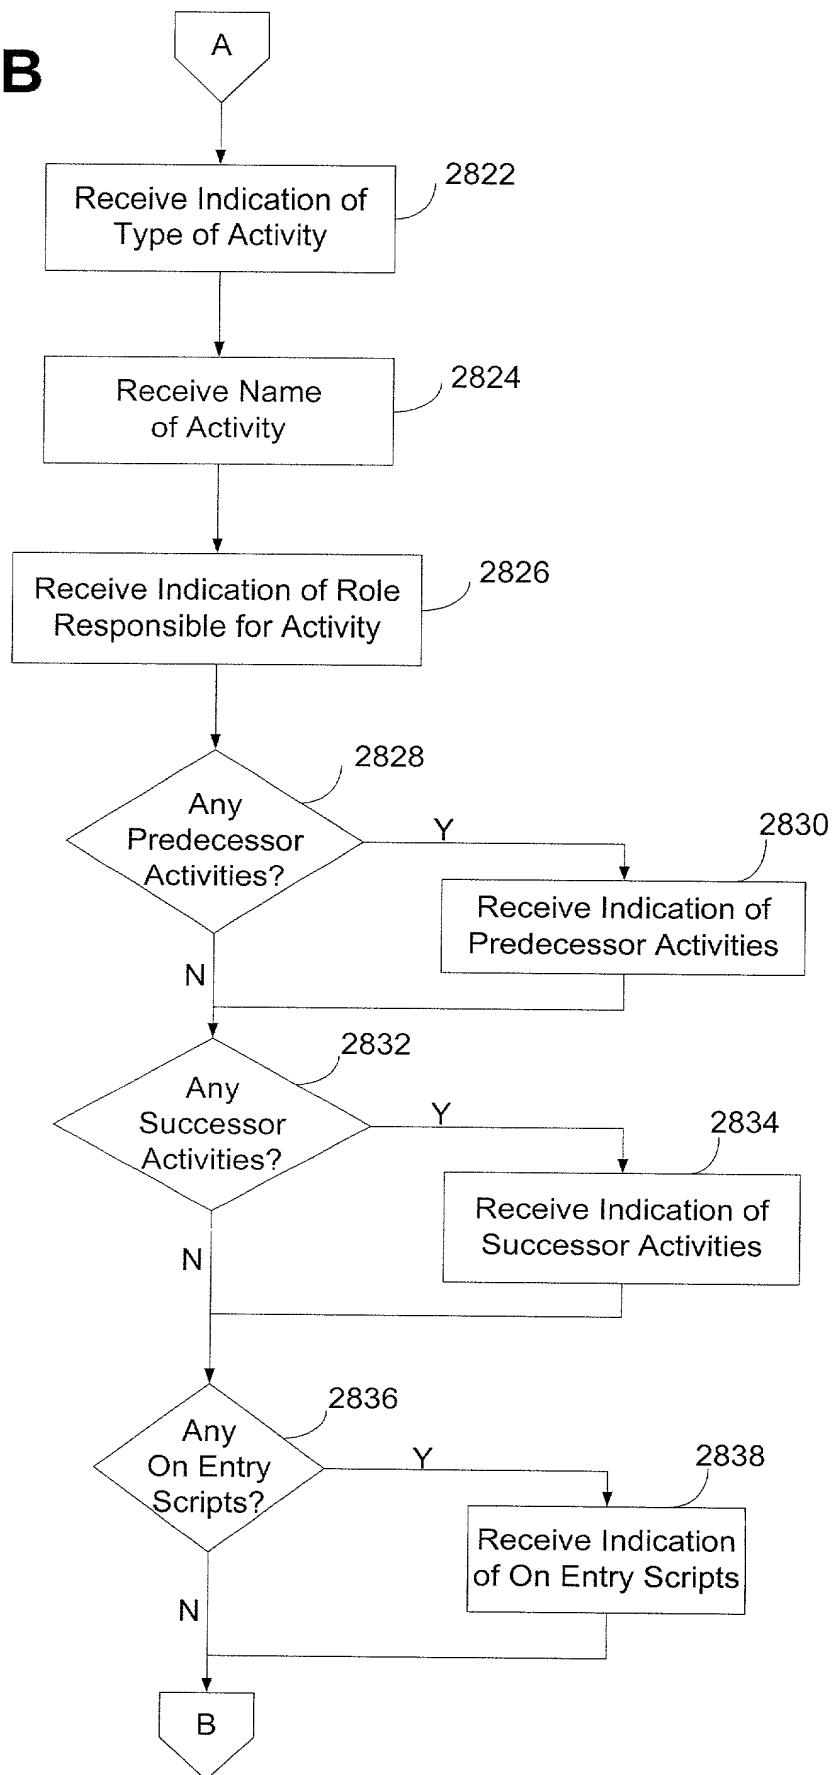 A
B
2822
Receive Indication of
Type of Activity
2824
Receive Name
of Activity
2826
Receive Indication of Role
Responsible for Activity
2828
Any
Predecessor
Activities?
Y
2830
Receive Indication of
Predecessor Activities
N
2832
Any
Successor
Activities?
Y
2834
Receive Indication of
Successor Activities
N
2836
Any
On Entry
Scripts?
Y
2838
Receive Indication
of On Entry Scripts
N
B